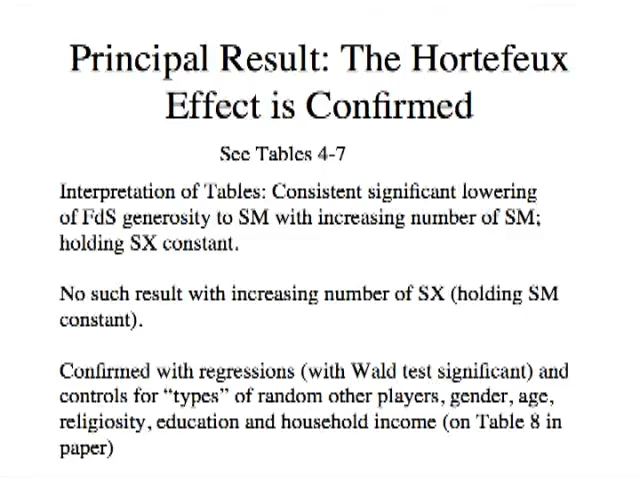 Principal Result: The Hortefeux
Effect is Confirmed
See Tables 4-7
Interpretation of Tables: Consistent significant lowering
of FdS generosity to SM with increasing number of SM;
holding SX constant.
No such result with increasing number of SX (holding SM
constant).
Confirmed with regressions (with Wald test significant) and
controls for “types” of random other players, gender, age,
religiosity, education and household income (on Table 8 in
paper)